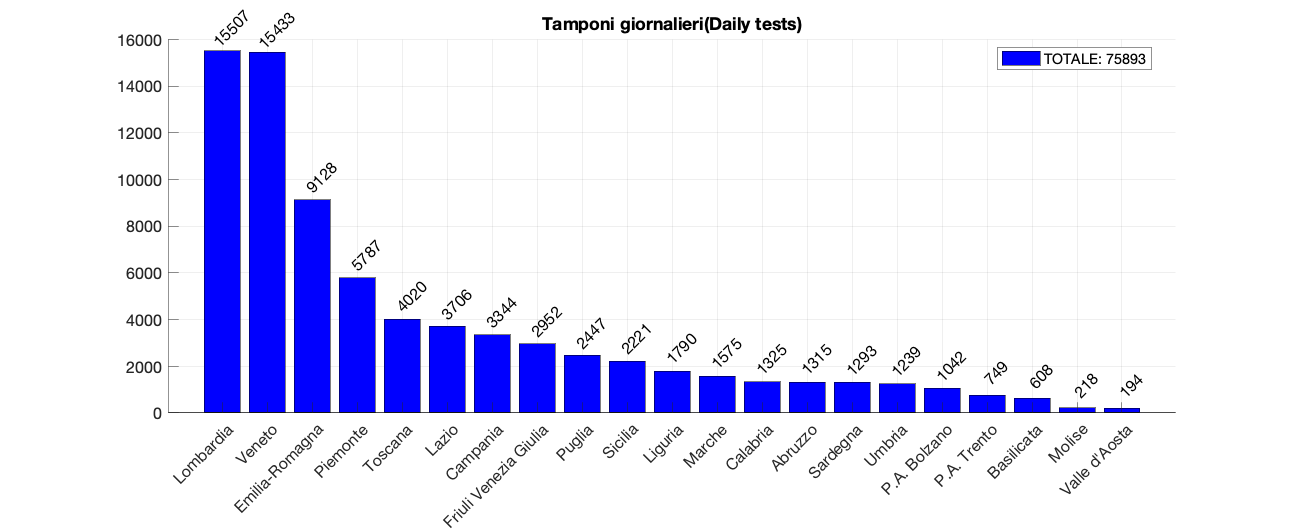 Tamponi giornalieri(Daily tests)
TOTALE: 75893
16000
14000
12000
10000
8000
6000
4000
2000
0
15507
15433
9128
5787
4020
3706
3344
2952
2447
2221
1790
1575
1325
1315
1293
1239
1042
749
608
218
194
Lombardia
Veneto
Emilia-Romagna
Piemonte
Toscana
Lazio
Campania
Friuli Venezia Giulia
Puglia
Sicilia
Liguria
Marche
Calabria
Abruzzo
Sardegna
Umbria
P.A. Bolzano
P.A. Trento
Basilicata
Molise
Valle d'Aosta